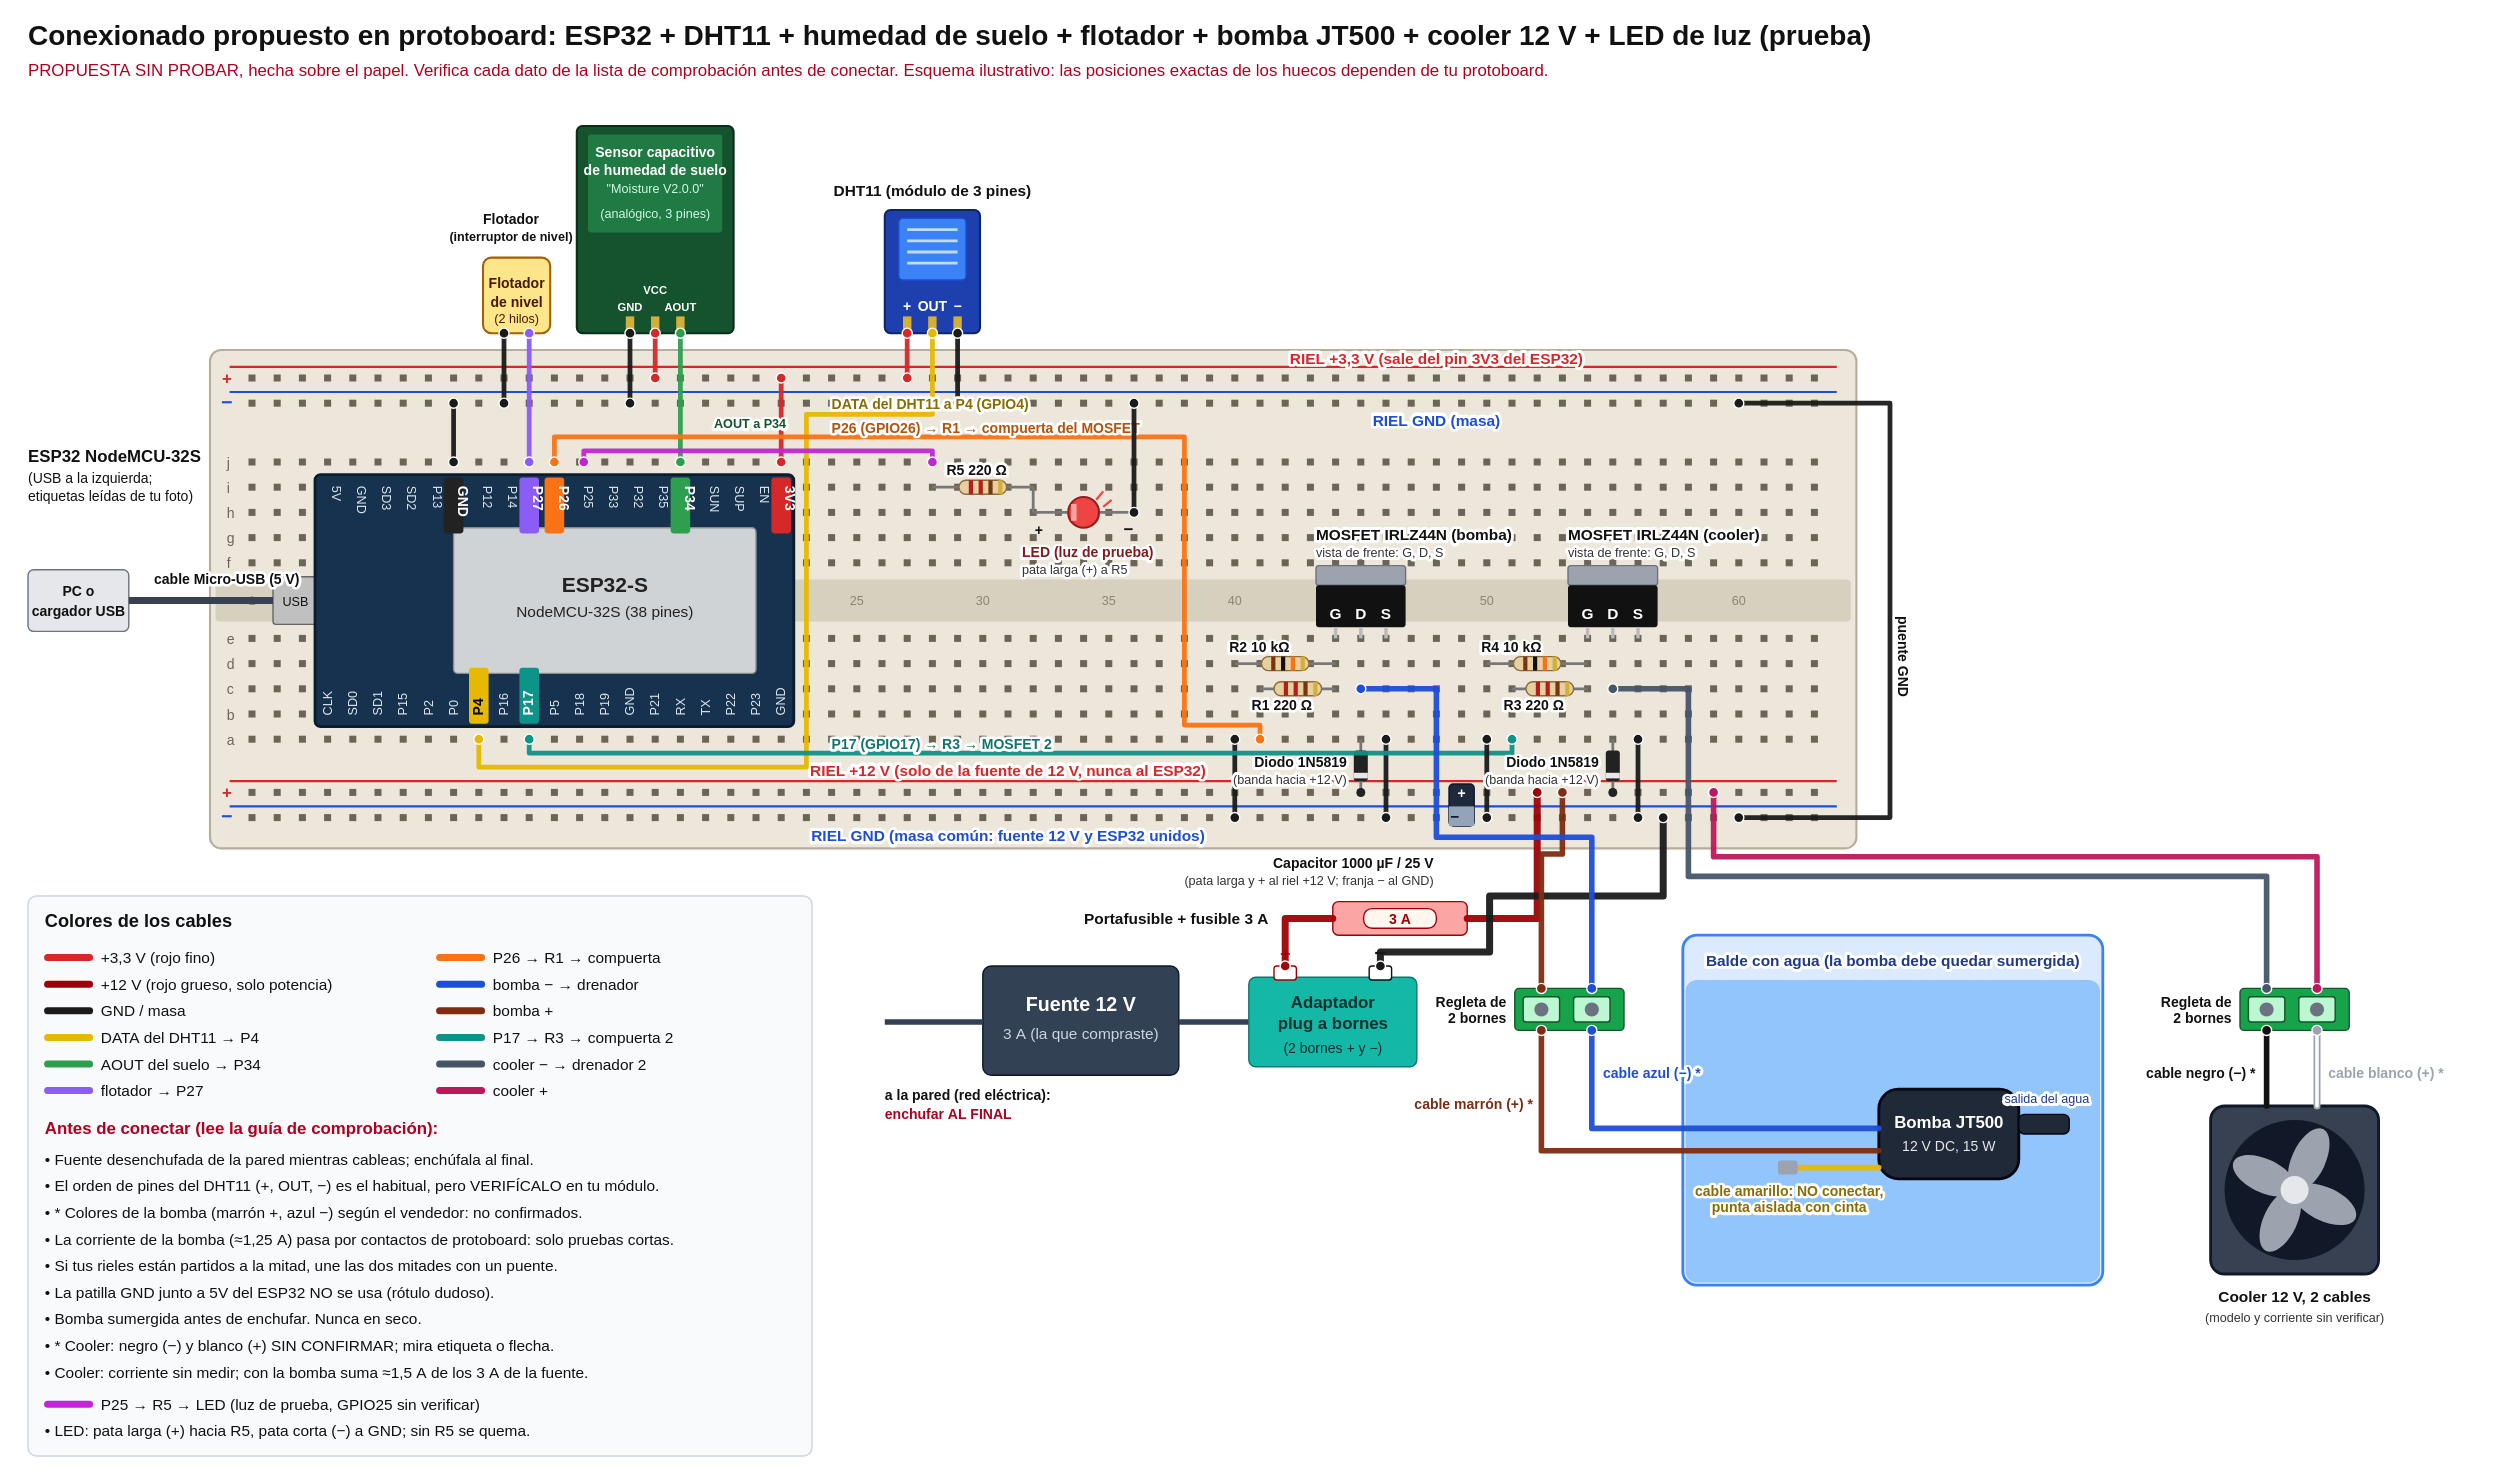 Conexionado propuesto en protoboard: ESP32 + DHT11 + humedad de suelo + flotador + bomba JT500 + cooler 12 V + LED de luz (prueba)
PROPUESTA SIN PROBAR, hecha sobre el papel. Verifica cada dato de la lista de comprobación antes de conectar. Esquema ilustrativo: las posiciones exactas de los huecos dependen de tu protoboard.
Sensor capacitivo
de humedad de suelo
"Moisture V2.0.0"
(analógico, 3 pines)
VCC
GND AOUT
Flotador
(interruptor de nivel)
Flotador
de nivel
(2 hilos)
DHT11 (módulo de 3 pines)
+ OUT −
RIEL +3,3 V (sale del pin 3V3 del ESP32)
+
−
DATA del DHT11 a P4 (GPIO4)
AOUT a P34
P26 (GPIO26) → R1 → compuerta del MOSFET
RIEL GND (masa)
ESP32 NodeMCU-32S
(USB a la izquierda;
etiquetas leídas de tu foto)
j
i
h
g
f
5V GND SD3 SD2 P13 GND P12 P14 P27 P26 P25 P33 P32 P35 P34 SUN SUP EN 3V3
R5 220 Ω
+ −
LED (luz de prueba)
pata larga (+) a R5
MOSFET IRLZ44N (bomba)
vista de frente: G, D, S
MOSFET IRLZ44N (cooler)
vista de frente: G, D, S
PC o
cargador USB
cable Micro-USB (5 V)
USB
ESP32-S
NodeMCU-32S (38 pines)
25 30 35 40 50 60
G D S
G D S
puente GND
e
d
c
b
a
R2 10 kΩ
R4 10 kΩ
R1 220 Ω
R3 220 Ω
CLK SD0 SD1 P15 P2 P0 P4 P16 P17 P5 P18 P19 GND P21 RX TX P22 P23 GND
P17 (GPIO17) → R3 → MOSFET 2
RIEL +12 V (solo de la fuente de 12 V, nunca al ESP32)
Diodo 1N5819
(banda hacia +12 V)
Diodo 1N5819
(banda hacia +12 V)
+
−
+
−
RIEL GND (masa común: fuente 12 V y ESP32 unidos)
Capacitor 1000 µF / 25 V
(pata larga y + al riel +12 V; franja − al GND)
Portafusible + fusible 3 A
3 A
Fuente 12 V
3 A (la que compraste)
a la pared (red eléctrica):
enchufar AL FINAL
Adaptador
plug a bornes
(2 bornes + y −)
Regleta de
2 bornes
cable azul (−) *
cable marrón (+) *
Balde con agua (la bomba debe quedar sumergida)
Bomba JT500
12 V DC, 15 W
salida del agua
cable amarillo: NO conectar,
punta aislada con cinta
Regleta de
2 bornes
cable negro (−) *
cable blanco (+) *
Cooler 12 V, 2 cables
(modelo y corriente sin verificar)
Colores de los cables
+3,3 V (rojo fino)
+12 V (rojo grueso, solo potencia)
GND / masa
DATA del DHT11 → P4
AOUT del suelo → P34
flotador → P27
P26 → R1 → compuerta
bomba − → drenador
bomba +
P17 → R3 → compuerta 2
cooler − → drenador 2
cooler +
Antes de conectar (lee la guía de comprobación):
• Fuente desenchufada de la pared mientras cableas; enchúfala al final.
• El orden de pines del DHT11 (+, OUT, −) es el habitual, pero VERIFÍCALO en tu módulo.
• * Colores de la bomba (marrón +, azul −) según el vendedor: no confirmados.
• La corriente de la bomba (≈1,25 A) pasa por contactos de protoboard: solo pruebas cortas.
• Si tus rieles están partidos a la mitad, une las dos mitades con un puente.
• La patilla GND junto a 5V del ESP32 NO se usa (rótulo dudoso).
• Bomba sumergida antes de enchufar. Nunca en seco.
• * Cooler: negro (−) y blanco (+) SIN CONFIRMAR; mira etiqueta o flecha.
• Cooler: corriente sin medir; con la bomba suma ≈1,5 A de los 3 A de la fuente.
P25 → R5 → LED (luz de prueba, GPIO25 sin verificar)
• LED: pata larga (+) hacia R5, pata corta (−) a GND; sin R5 se quema.